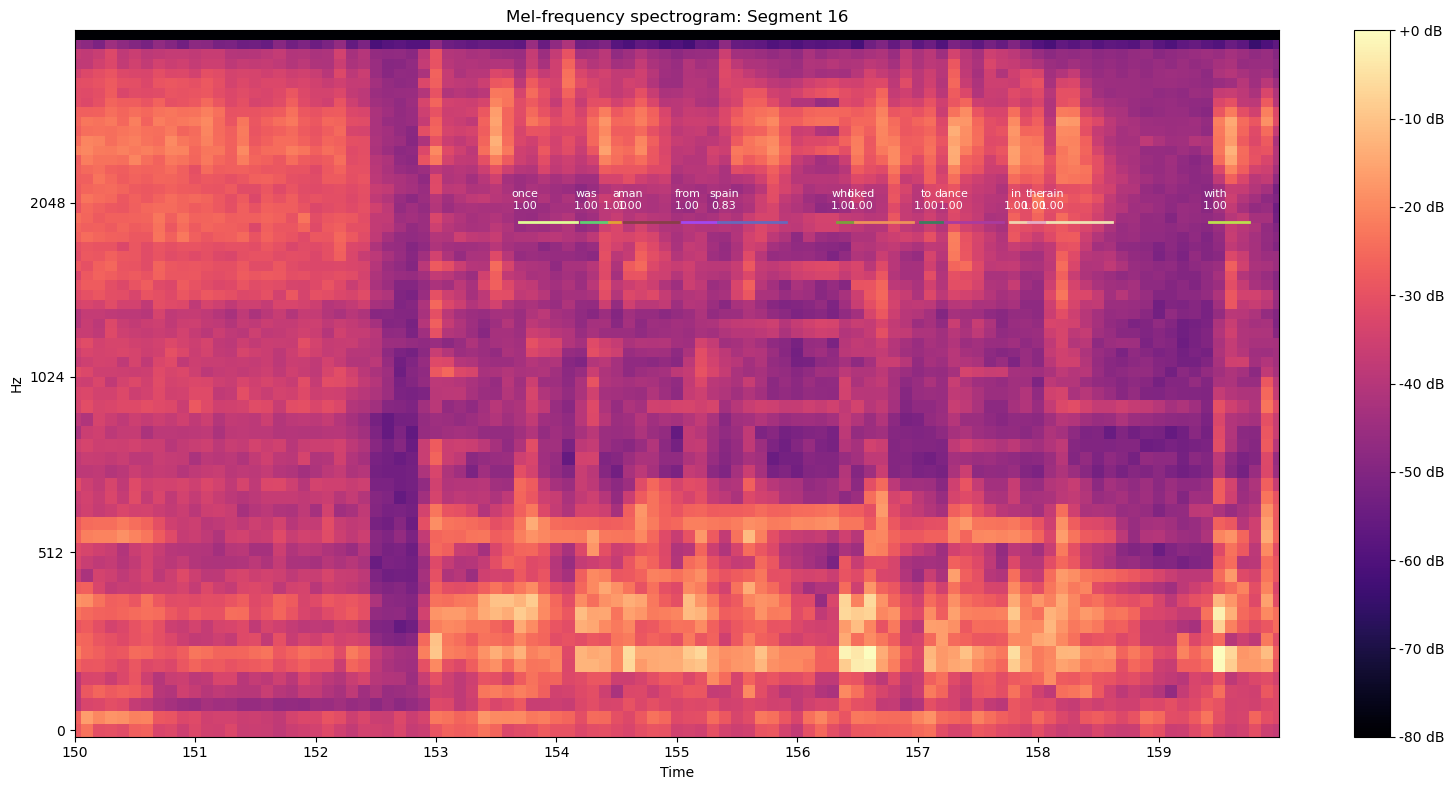 Mel-frequency spectrogram: Segment 16
+0 dB
-10 dB
-20 dB
-30 dB
-40 dB
-50 dB
-60 dB
-70 dB
-80 dB
Hz
2048
1024
512
0
once was a man from spain who liked to dance in the rain with
1.00 1.00 1.00 1.00 1.00 0.83 1.00 1.00 1.00 1.00 1.00 1.00 1.00 1.00
150 151 152 153 154 155 156 157 158 159
Time